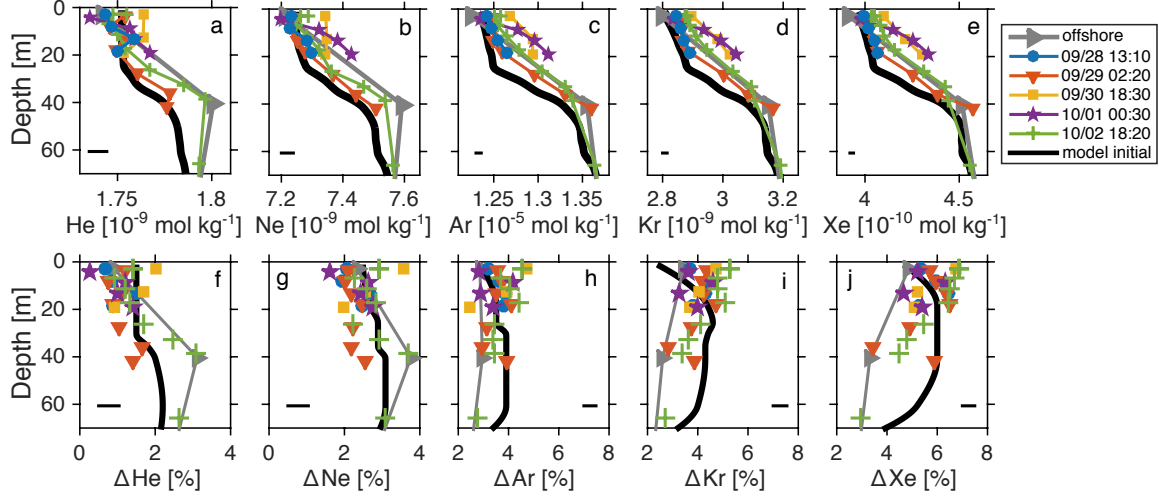 0
20
40
60
Depth [m]
a
1.75 1.8
He [10⁻⁹ mol kg⁻¹]
b
7.2 7.4 7.6
Ne [10⁻⁹ mol kg⁻¹]
c
1.25 1.3 1.35
Ar [10⁻⁵ mol kg⁻¹]
d
2.8 3 3.2
Kr [10⁻⁹ mol kg⁻¹]
e
4 4.5
Xe [10⁻¹⁰ mol kg⁻¹]
offshore
09/28 13:10
09/29 02:20
09/30 18:30
10/01 00:30
10/02 18:20
model initial
0
20
40
60
Depth [m]
f
0 2 4
ΔHe [%]
g
0 2 4
ΔNe [%]
h
2 4 6 8
ΔAr [%]
i
2 4 6 8
ΔKr [%]
j
2 4 6 8
ΔXe [%]